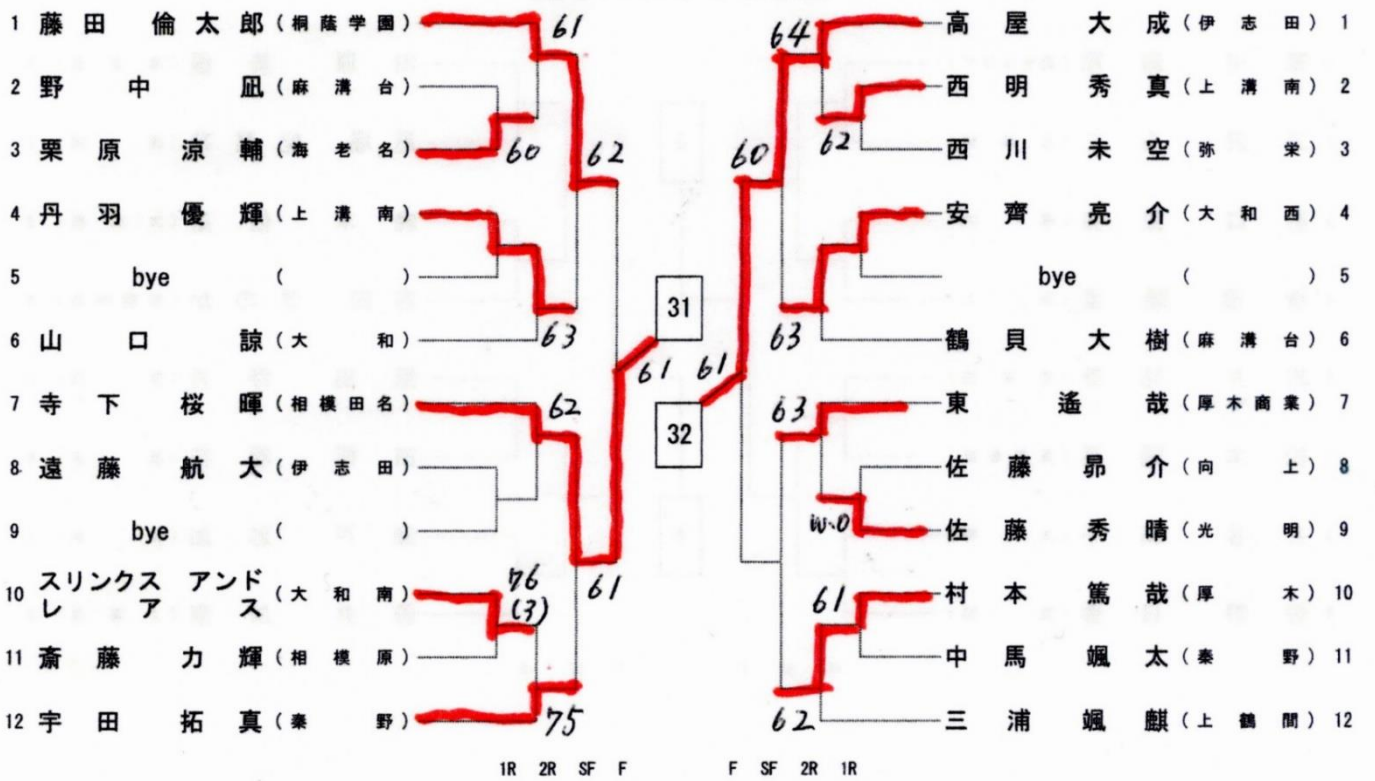 1 藤田 倫太郎 (桐蔭学園)
2 野中 凪 (麻溝台)
3 栗原 涼輔 (海老名)
4 丹羽 優輝 (上溝南)
5 bye ( )
6 山口 諒 (大和)
7 寺下 桜暉 (相模田名)
8 遠藤 航大 (伊志田)
9 bye ( )
10 スリンクス アンドレアス (大和南)
11 斎藤 力輝 (相模原)
12 宇田 拓真 (秦野)
61
60
62
63
62
61
76
(3)
75
61
31
32
61
64
62
60
63
63
w.o
61
62
高屋 大成 (伊志田) 1
西明 秀真 (上溝南) 2
西川 未空 (弥栄) 3
安齊 亮介 (大和西) 4
bye ( ) 5
鶴貝 大樹 (麻溝台) 6
東 遙哉 (厚木商業) 7
佐藤 昴介 (向上) 8
佐藤 秀晴 (光明) 9
村本 篤哉 (厚木) 10
中馬 颯太 (秦野) 11
三浦 颯麒 (上鶴間) 12
1R 2R SF F
F SF 2R 1R